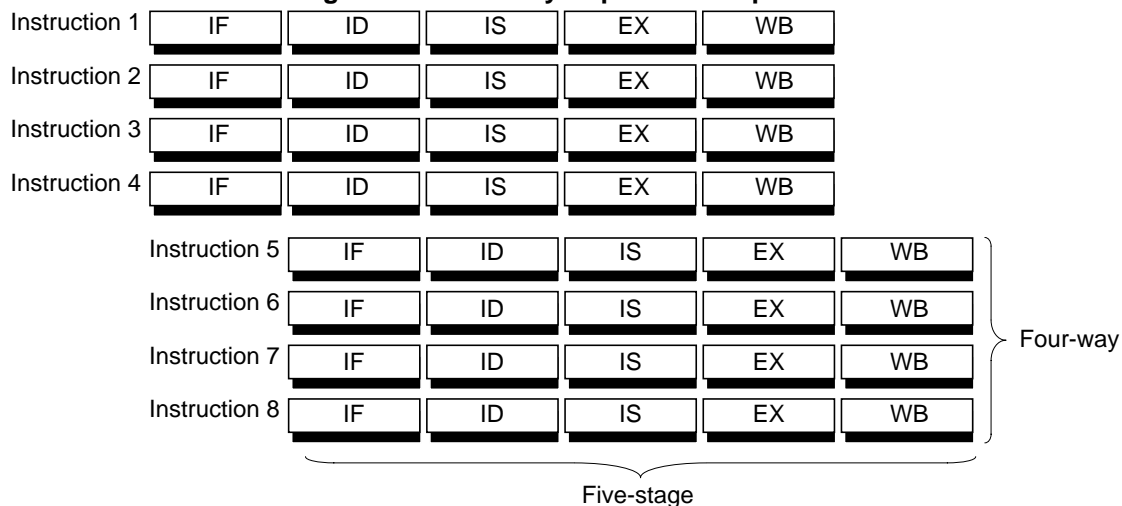 Instruction 1 IF ID IS EX WB
Instruction 2 IF ID IS EX WB
Instruction 3 IF ID IS EX WB
Instruction 4 IF ID IS EX WB
Instruction 5 IF ID IS EX WB
Instruction 6 IF ID IS EX WB
Four-way
Instruction 7 IF ID IS EX WB
Instruction 8 IF ID IS EX WB
Five-stage